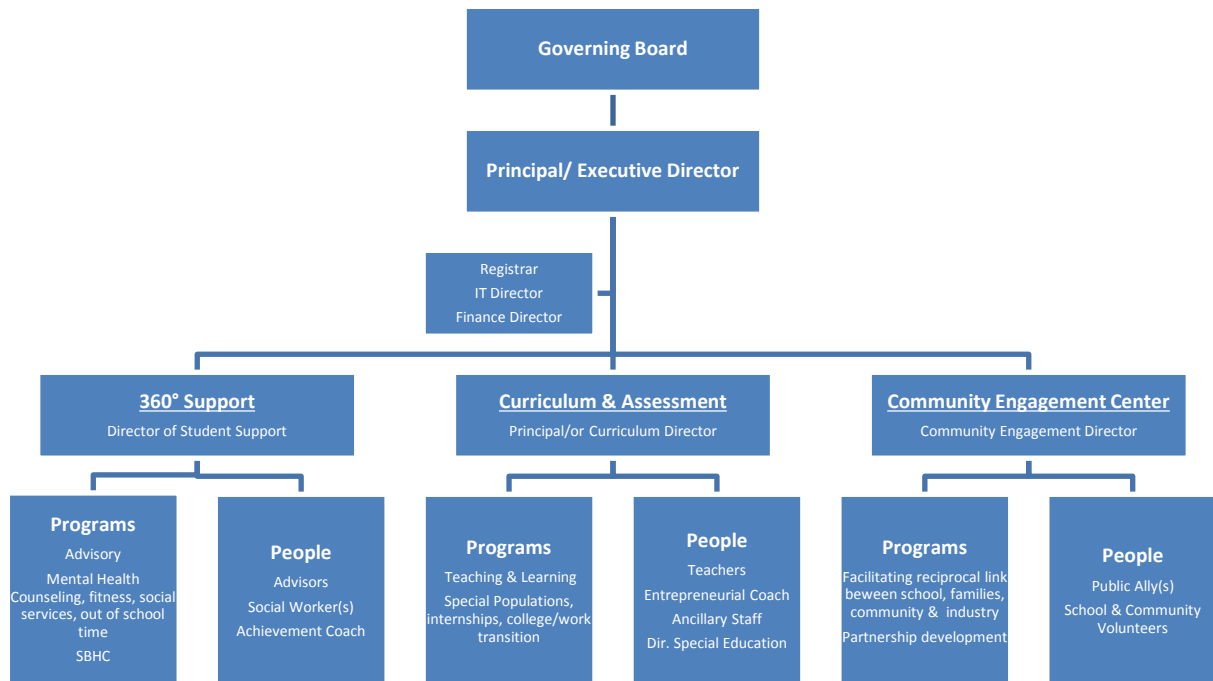 Governing Board
Principal/ Executive Director
Registrar
IT Director
Finance Director
360° Support
Director of Student Support
Curriculum & Assessment
Principal/or Curriculum Director
Community Engagement Center
Community Engagement Director
Programs
Advisory
Mental Health
Counseling, fitness, social
services, out of school
time
SBHC
People
Advisors
Social Worker(s)
Achievement Coach
Programs
Teaching & Learning
Special Populations,
internships, college/work
transition
People
Teachers
Entrepreneurial Coach
Ancillary Staff
Dir. Special Education
Programs
Facilitating reciprocal link
beween school, families,
community & industry
Partnership development
People
Public Ally(s)
School & Community
Volunteers